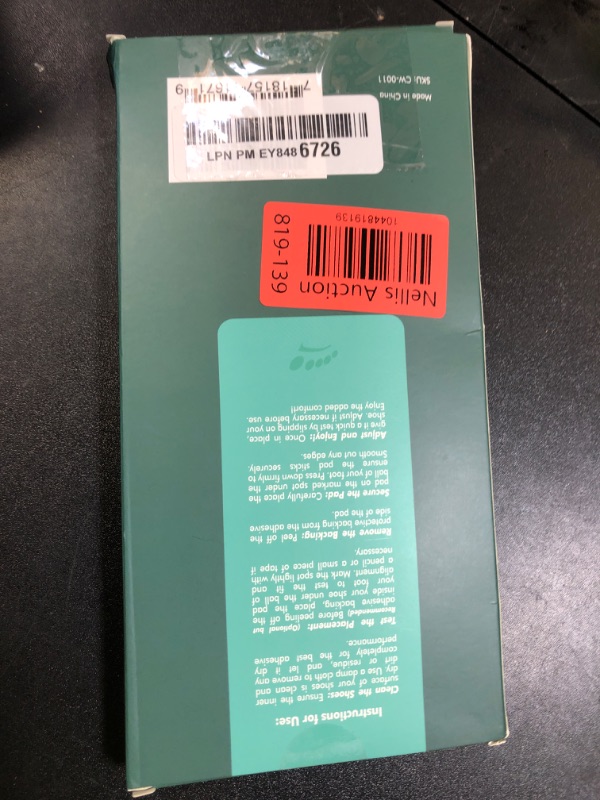 Instructions for Use:
Clean the Shoes: Ensure the inner
surface of your shoes is clean and
dry. Use a damp cloth to remove any
dirt or residue, and let it dry
completely for the best adhesive
performance.
Test the Placement: (Optional but
Recommended) Before peeling off the
adhesive backing, place the pad
inside your shoe under the ball of
your foot to test the fit and
alignment. Mark the spot lightly with
a pencil or a small piece of tape if
necessary.
Remove the Backing: Peel off the
protective backing from the adhesive
side of the pad.
Secure the Pad: Carefully place the
pad on the marked spot under the
ball of your foot. Press down firmly to
ensure the pad sticks securely.
Smooth out any edges.
Adjust and Enjoy!: Once in place,
give it a quick test by slipping on your
shoe. Adjust if necessary before use.
Enjoy the added comfort!
Nellis Auction
819-139
1044819139
LPN PM EY848 6726
Made in China
SKU: CW-0011